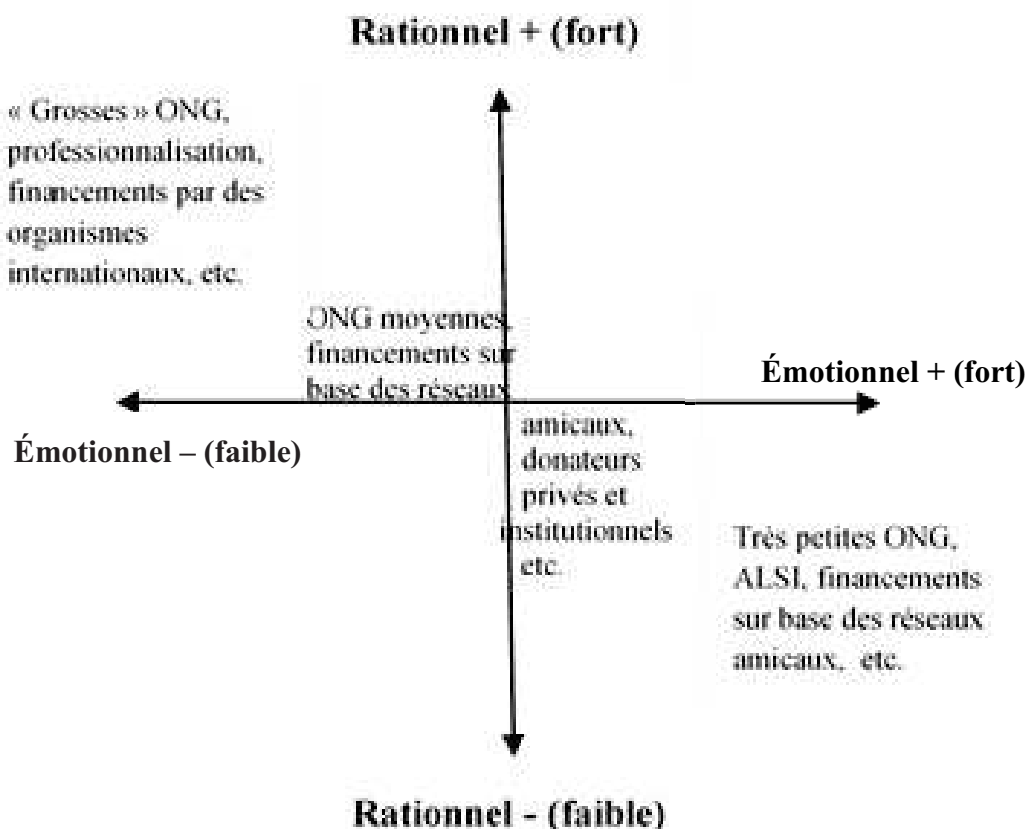 Rationnel + (fort)
« Grosses » ONG,
professionnalisation,
financements par des
organismes
internationaux, etc.
ONG moyennes,
financements sur
base des réseaux
Émotionnel + (fort)
Émotionnel – (faible)
amicaux,
donateurs
privés et
institutionnels
etc.
Très petites ONG,
ALSI, financements
sur base des réseaux
amicaux, etc.
Rationnel - (faible)